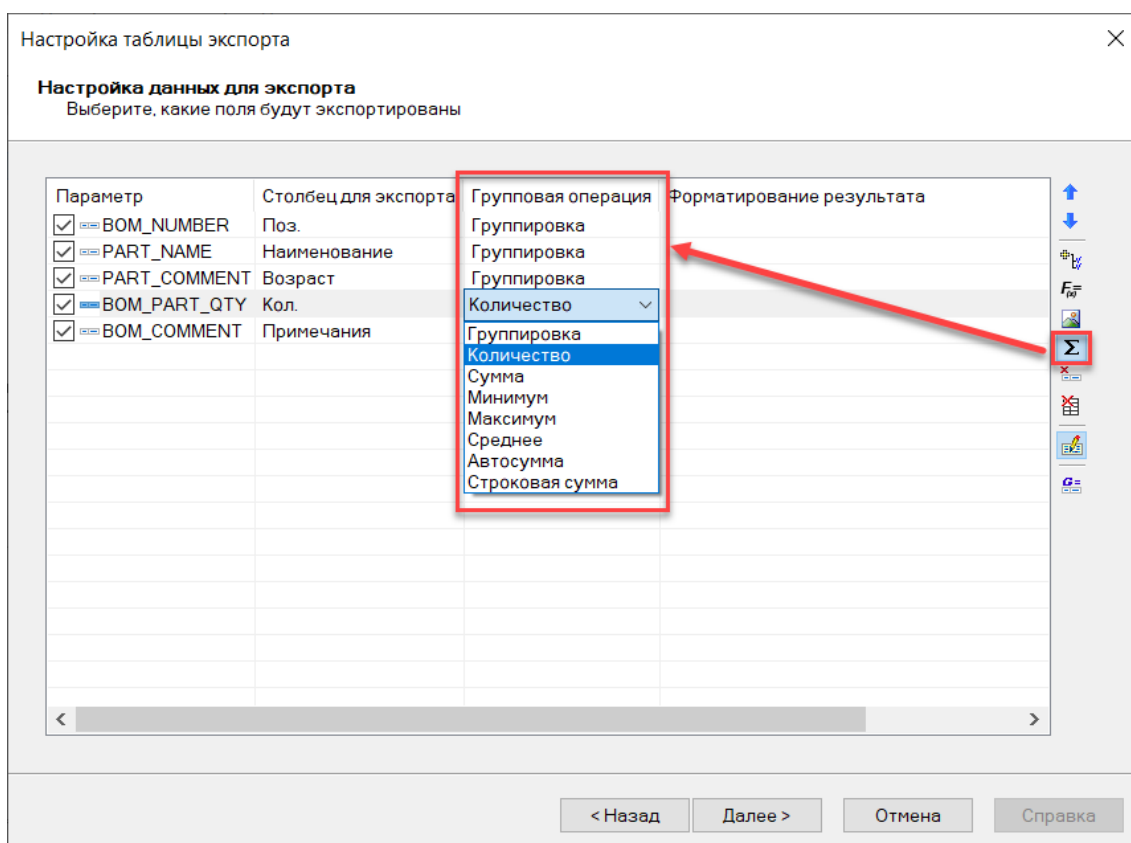 Настройка таблицы экспорта
Настройка данных для экспорта
Выберите, какие поля будут экспортированы
Параметр Столбец для экспорта Групповая операция Форматирование результата
BOM_NUMBER Поз. Группировка
PART_NAME Наименование Группировка
PART_COMMENT Возраст Группировка
BOM_PART_QTY Кол. Количество
BOM_COMMENT Примечания
Группировка
Количество
Сумма
Минимум
Максимум
Среднее
Автосумма
Строковая сумма
F(x)=
Σ
G=
< Назад Далее > Отмена Справка